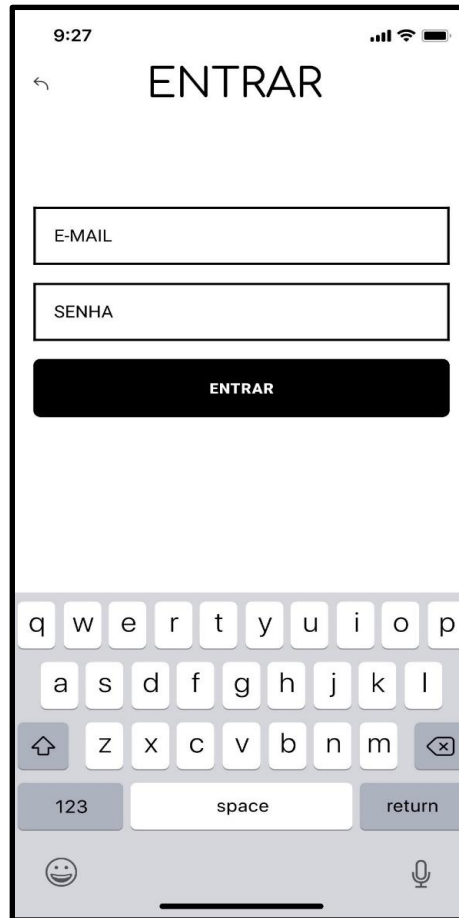 9:27
ENTRAR
E-MAIL
SENHA
ENTRAR
q w e r t y u i o p
a s d f g h j k l
z x c v b n m
123 space return